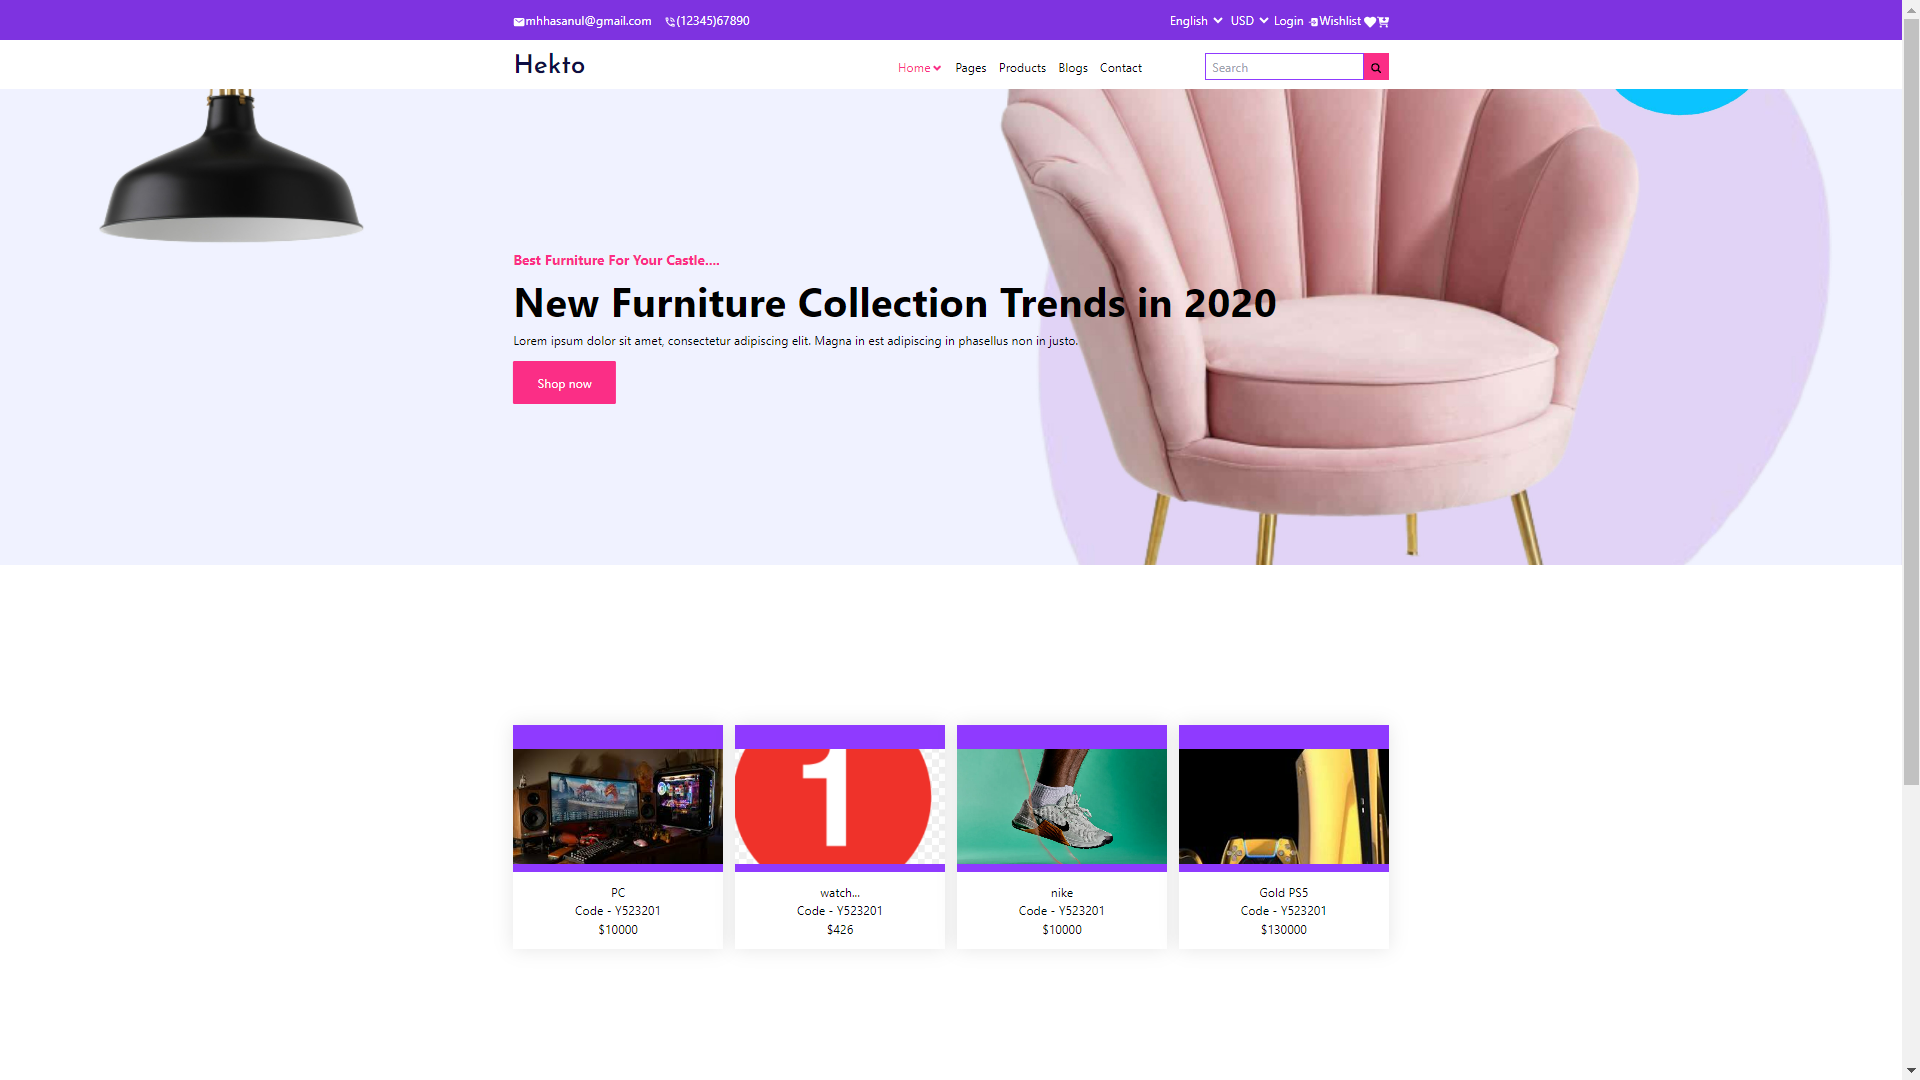 mhhasanul@gmail.com (12345)67890 English USD Login Wishlist
Hekto Home Pages Products Blogs Contact Search
Best Furniture For Your Castle....
New Furniture Collection Trends in 2020
Lorem ipsum dolor sit amet, consectetur adipiscing elit. Magna in est adipiscing in phasellus non in justo.
Shop now
1
PC
Code - Y523201
$10000
watch...
Code - Y523201
$426
nike
Code - Y523201
$10000
Gold PS5
Code - Y523201
$130000